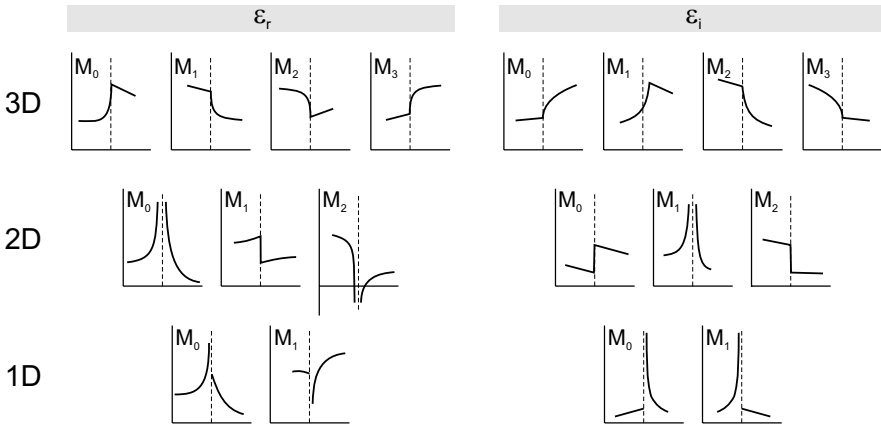 εᵣ εᵢ
3D M₀ M₁ M₂ M₃ M₀ M₁ M₂ M₃
2D M₀ M₁ M₂ M₀ M₁ M₂
1D M₀ M₁ M₀ M₁